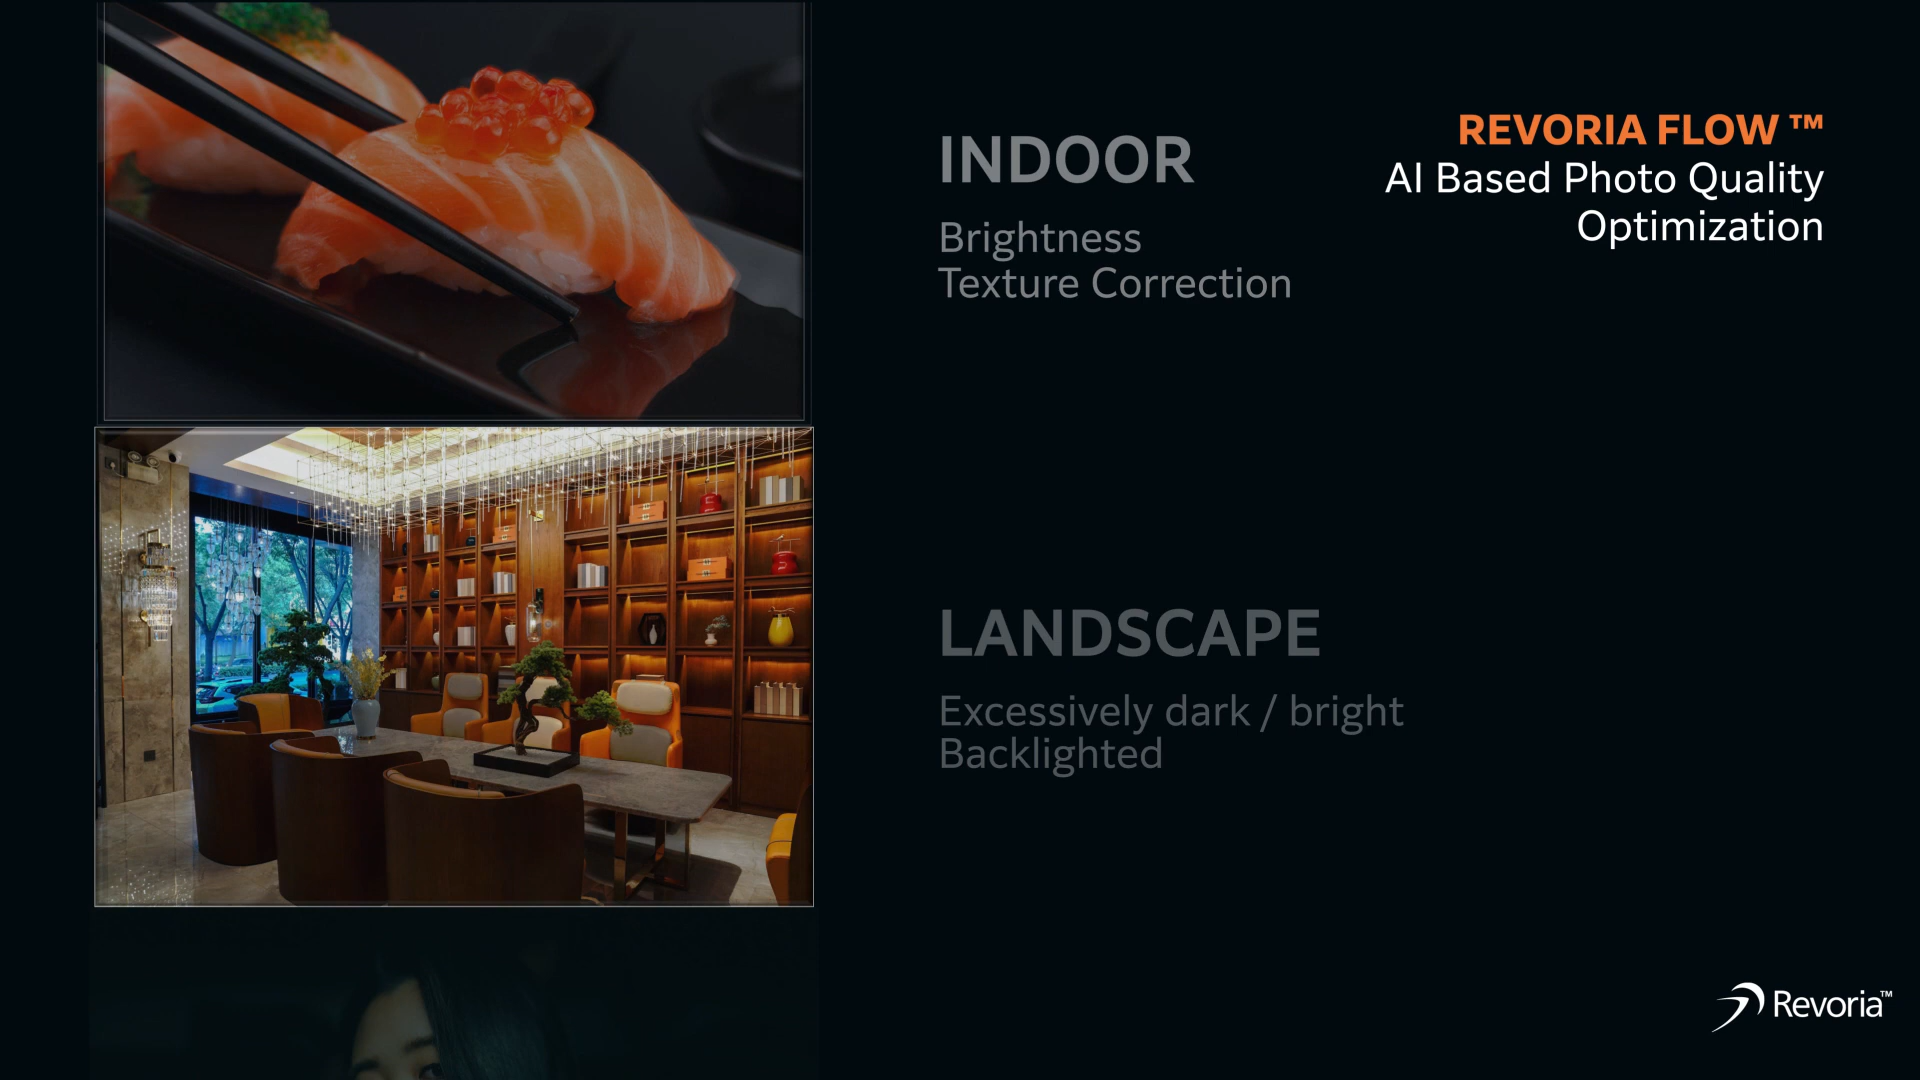 INDOOR
Brightness
Texture Correction
REVORIA FLOW ™
AI Based Photo Quality
Optimization
LANDSCAPE
Excessively dark / bright
Backlighted
Revoria™